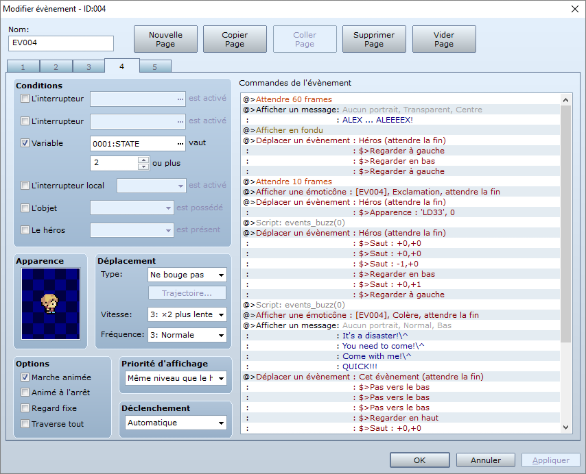 Modifier évènement - ID:004
Nom:
EV004
Nouvelle Page
Copier Page
Coller Page
Supprimer Page
Vider Page
1 2 3 4 5
Conditions
L'interrupteur ... est activé
L'interrupteur ... est activé
Variable 0001:STATE ... vaut
2 ou plus
L'interrupteur local est activé
L'objet est possédé
Le héros est présent
Apparence
Déplacement
Type: Ne bouge pas
Trajectoire...
Vitesse: 3: ×2 plus lente
Fréquence: 3: Normale
Options
Marche animée
Animé à l'arrêt
Regard fixe
Traverse tout
Priorité d'affichage
Même niveau que le h
Déclenchement
Automatique
Commandes de l'évènement
@>Attendre 60 frames
@>Afficher un message: Aucun portrait, Transparent, Centre
: : ALEX ... ALEEEEX!
@>Afficher en fondu
@>Déplacer un évènement : Héros (attendre la fin)
: : $>Regarder à gauche
: : $>Regarder en bas
: : $>Regarder à gauche
@>Attendre 10 frames
@>Afficher une émoticône : [EV004], Exclamation, attendre la fin
@>Déplacer un évènement : Héros (attendre la fin)
: : $>Apparence : 'LD33', 0
@>Script: events_buzz(0)
@>Déplacer un évènement : Héros (attendre la fin)
: : $>Saut : +0,+0
: : $>Saut : +0,+0
: : $>Saut : -1,+0
: : $>Regarder en bas
: : $>Saut : +0,+1
: : $>Regarder à gauche
@>Script: events_buzz(0)
@>Afficher une émoticône : [EV004], Colère, attendre la fin
@>Afficher un message: Aucun portrait, Normal, Bas
: : It's a disaster!\^
: : You need to come!\^
: : Come with me!\^
: : QUICK!!!
@>Déplacer un évènement : Cet évènement (attendre la fin)
: : $>Pas vers le bas
: : $>Pas vers le bas
: : $>Pas vers le bas
: : $>Regarder en haut
: : $>Saut : +0,+0
OK
Annuler
Appliquer